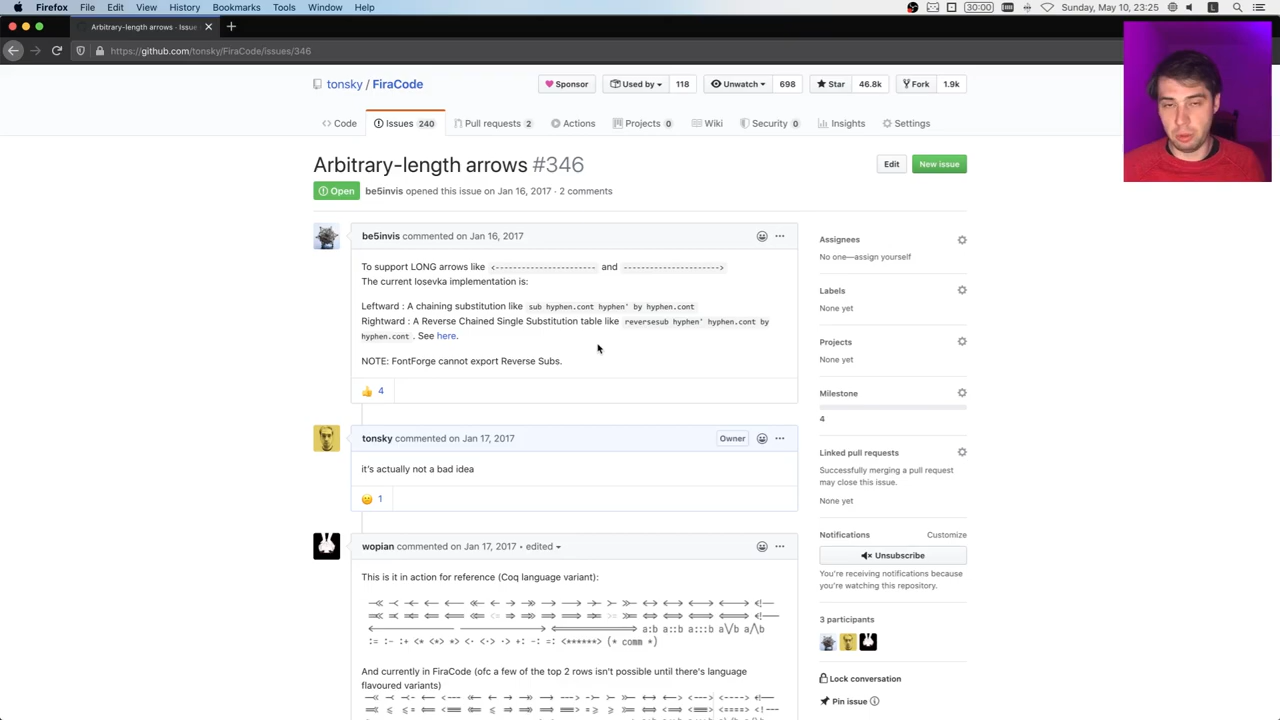 Firefox File Edit View History Bookmarks Tools Window Help 30:00 Sunday, May 10, 23:25
Arbitrary-length arrows · Issue
https://github.com/tonsky/FiraCode/issues/346
tonsky / FiraCode
Sponsor Used by 118 Unwatch 698 Star 46.8k Fork 1.9k
Code Issues 240 Pull requests 2 Actions Projects 0 Wiki Security 0 Insights Settings
Arbitrary-length arrows #346
Edit New issue
Open be5invis opened this issue on Jan 16, 2017 · 2 comments
be5invis commented on Jan 16, 2017
To support LONG arrows like <---------------------- and ---------------------->
The current Iosevka implementation is:
Leftward : A chaining substitution like sub hyphen.cont hyphen' by hyphen.cont
Rightward : A Reverse Chained Single Substitution table like reversesub hyphen' hyphen.cont by
hyphen.cont . See here.
NOTE: FontForge cannot export Reverse Subs.
4
tonsky commented on Jan 17, 2017 Owner
it's actually not a bad idea
1
wopian commented on Jan 17, 2017 • edited
This is it in action for reference (Coq language variant):
And currently in FiraCode (ofc a few of the top 2 rows isn't possible until there's language
flavoured variants)
Assignees
No one—assign yourself
Labels
None yet
Projects
None yet
Milestone
4
Linked pull requests
Successfully merging a pull request
may close this issue.
None yet
Notifications Customize
Unsubscribe
You're receiving notifications because
you're watching this repository.
3 participants
Lock conversation
Pin issue